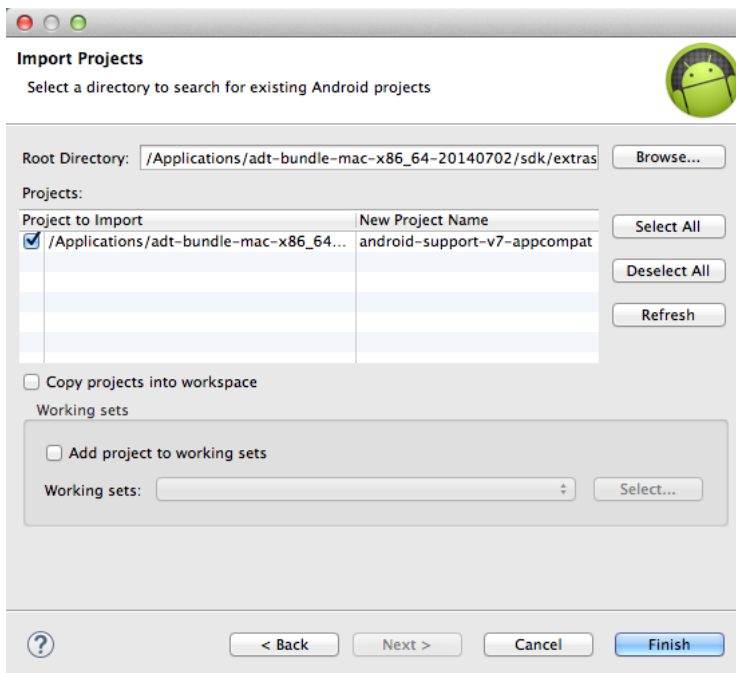 Import Projects
Select a directory to search for existing Android projects
Root Directory: /Applications/adt-bundle-mac-x86_64-20140702/sdk/extras Browse...
Projects:
Project to Import New Project Name
Select All
/Applications/adt-bundle-mac-x86_64... android-support-v7-appcompat
Deselect All
Refresh
Copy projects into workspace
Working sets
Add project to working sets
Working sets: Select...
? < Back Next > Cancel Finish